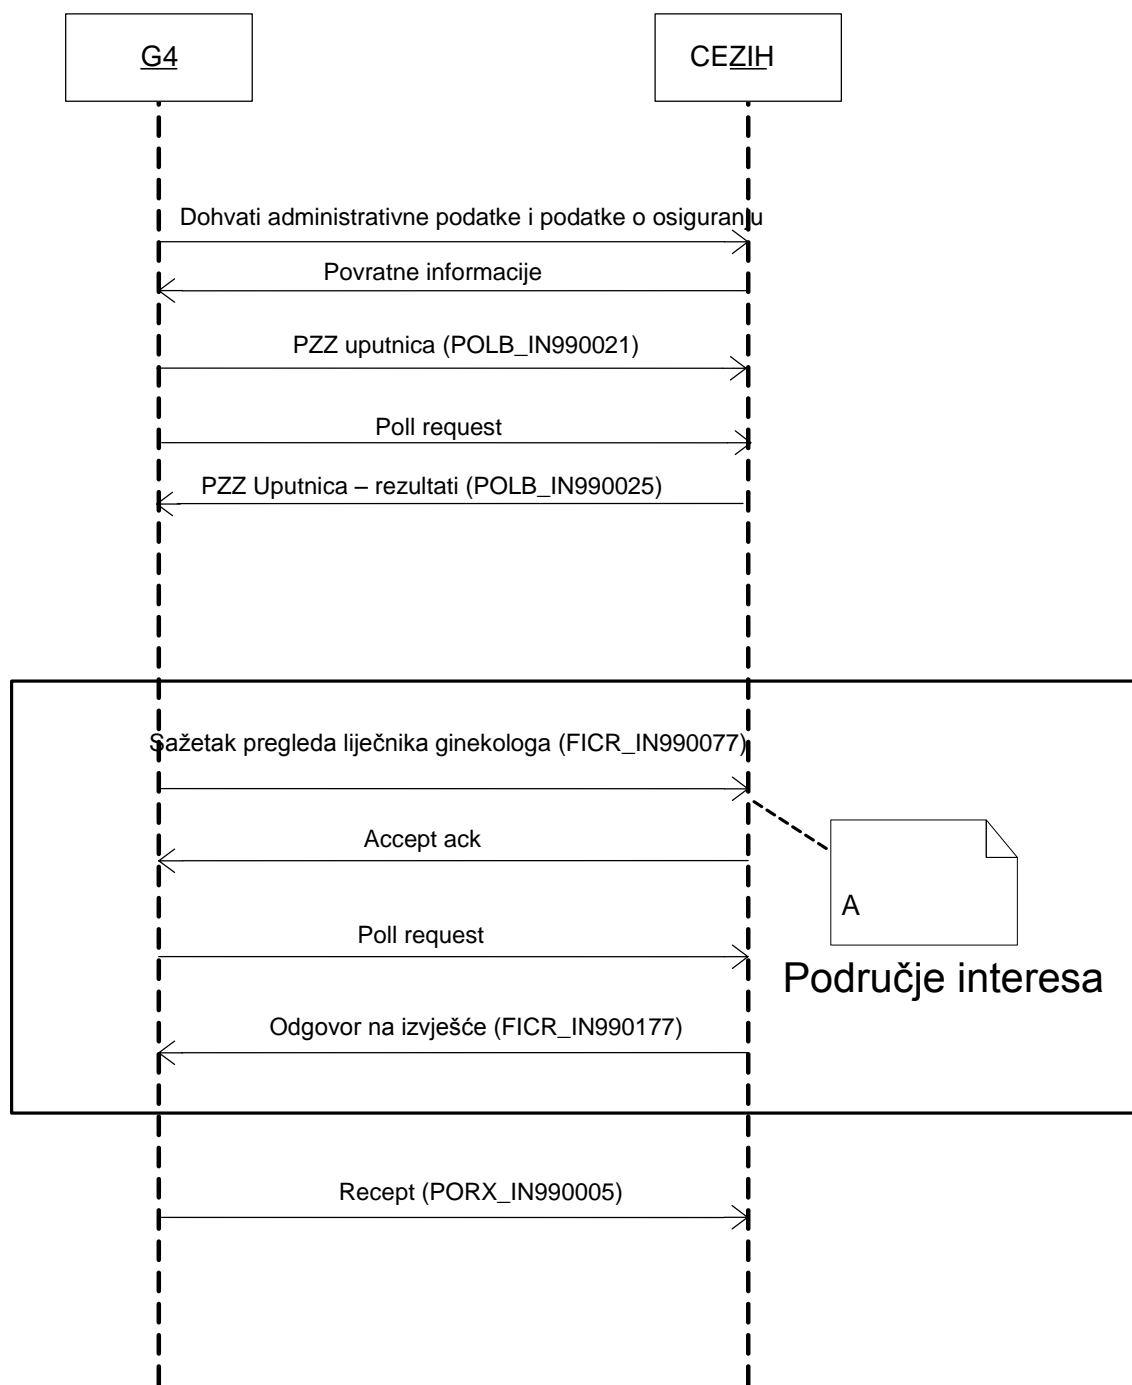 G4
CEZIH
Dohvati administrativne podatke i podatke o osiguranju
Povratne informacije
PZZ uputnica (POLB_IN990021)
Poll request
PZZ Uputnica – rezultati (POLB_IN990025)
Sažetak pregleda liječnika ginekologa (FICR_IN990077)
Accept ack
A
Poll request
Područje interesa
Odgovor na izvješće (FICR_IN990177)
Recept (PORX_IN990005)